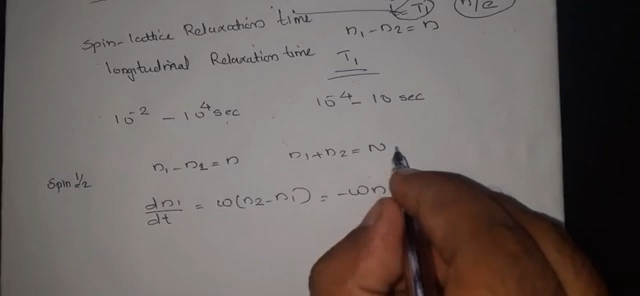 T₁ n/e
Spin-lattice Relaxation time n₁-n₂=n
longitudinal Relaxation time T₁
10⁻² - 10⁴ sec 10⁻⁴ - 10 sec
Spin ½ n₁-n₂=n n₁+n₂=N
dn₁/dt = ω(n₂-n₁) = -ωn